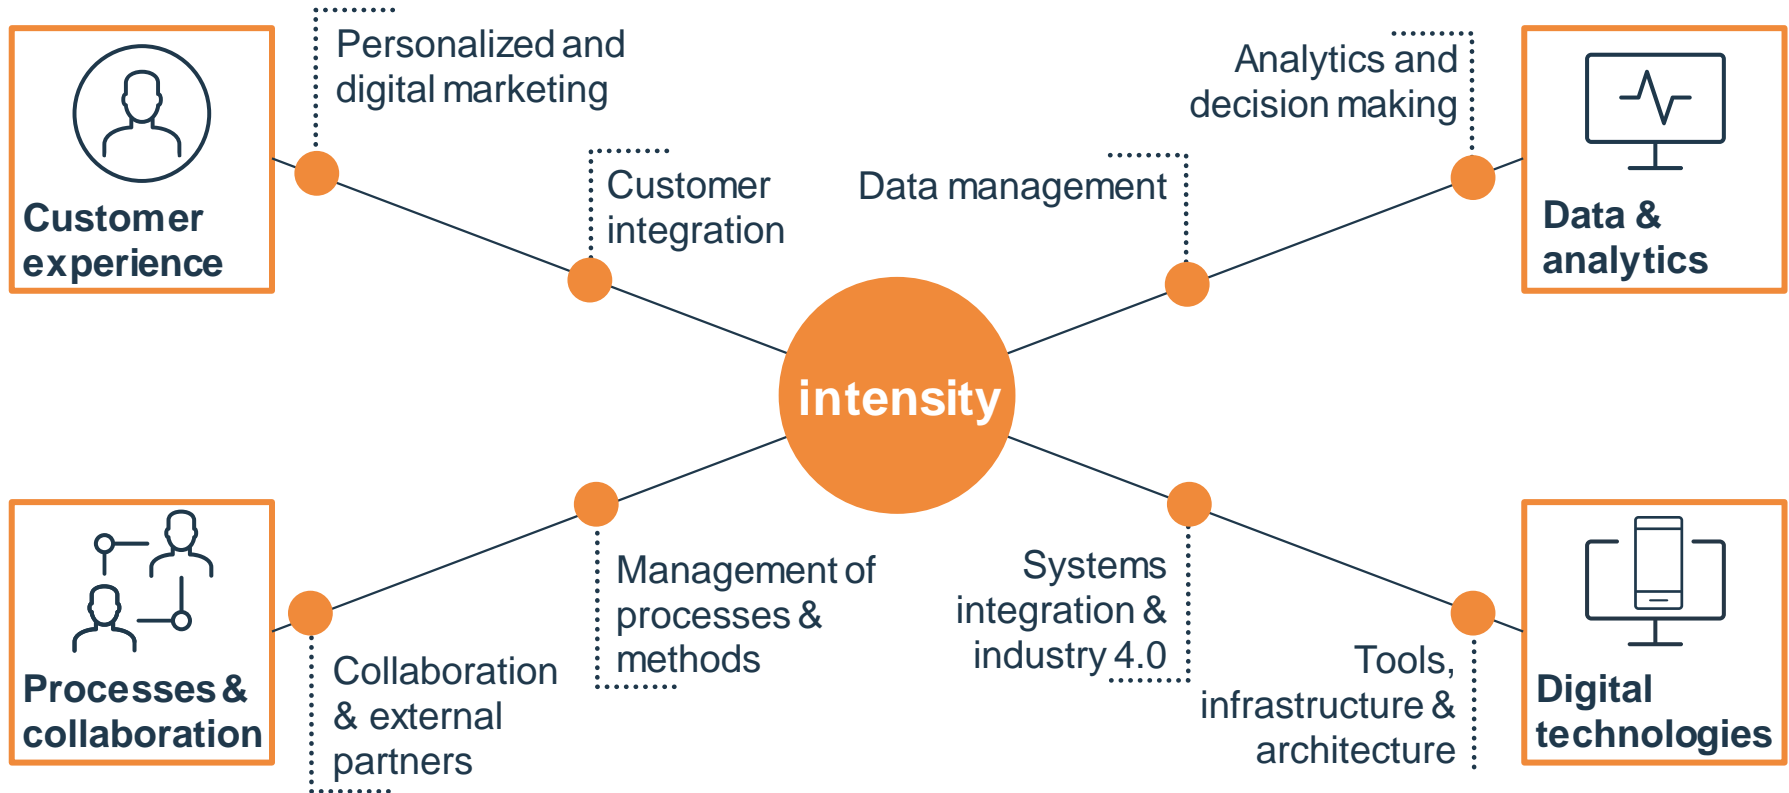 Personalized and
digital marketing
Customer
experience
Customer
integration
Analytics and
decision making
Data management
Data &
analytics
intensity
Processes &
collaboration
Collaboration
& external
partners
Management of
processes &
methods
Systems
integration &
industry 4.0
Tools,
infrastructure &
architecture
Digital
technologies